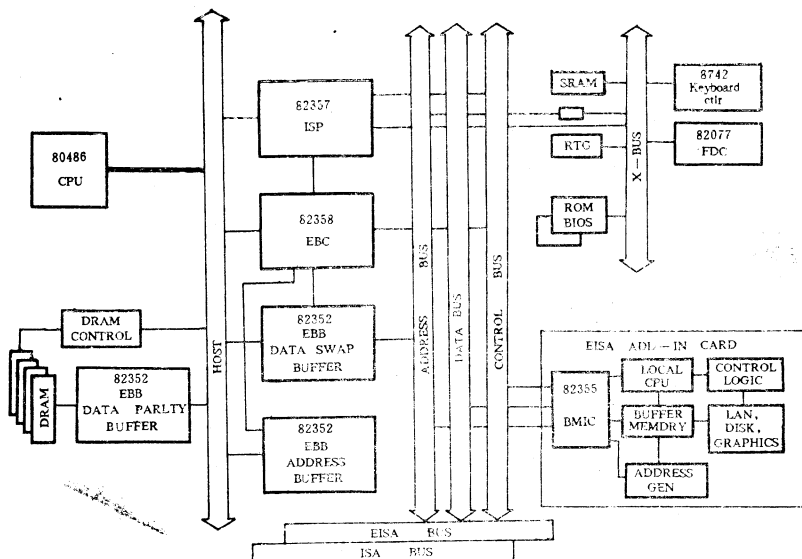 80486
CPU
82357
ISP
82358
EBC
82352
EBB
DATA SWAP
BUFFER
82352
EBB
ADDRESS
BUFFER
DRAM
CONTROL
DRAM
82352
EBB
DATA PARLTY
BUFFER
HOST
ADDRESS BUS
DATA BUS
CONTROL BUS
SRAM
RTC
ROM
BIOS
X-BUS
8742
Keyboard
ctlr
82077
FDC
EISA ADD-IN CARD
82355
BMIC
LOCAL
CPU
CONTROL
LOGIC
BUFFER
MEMDRY
LAN,
DISK,
GRAPHICS
ADDRESS
GEN
EISA BUS
ISA BUS